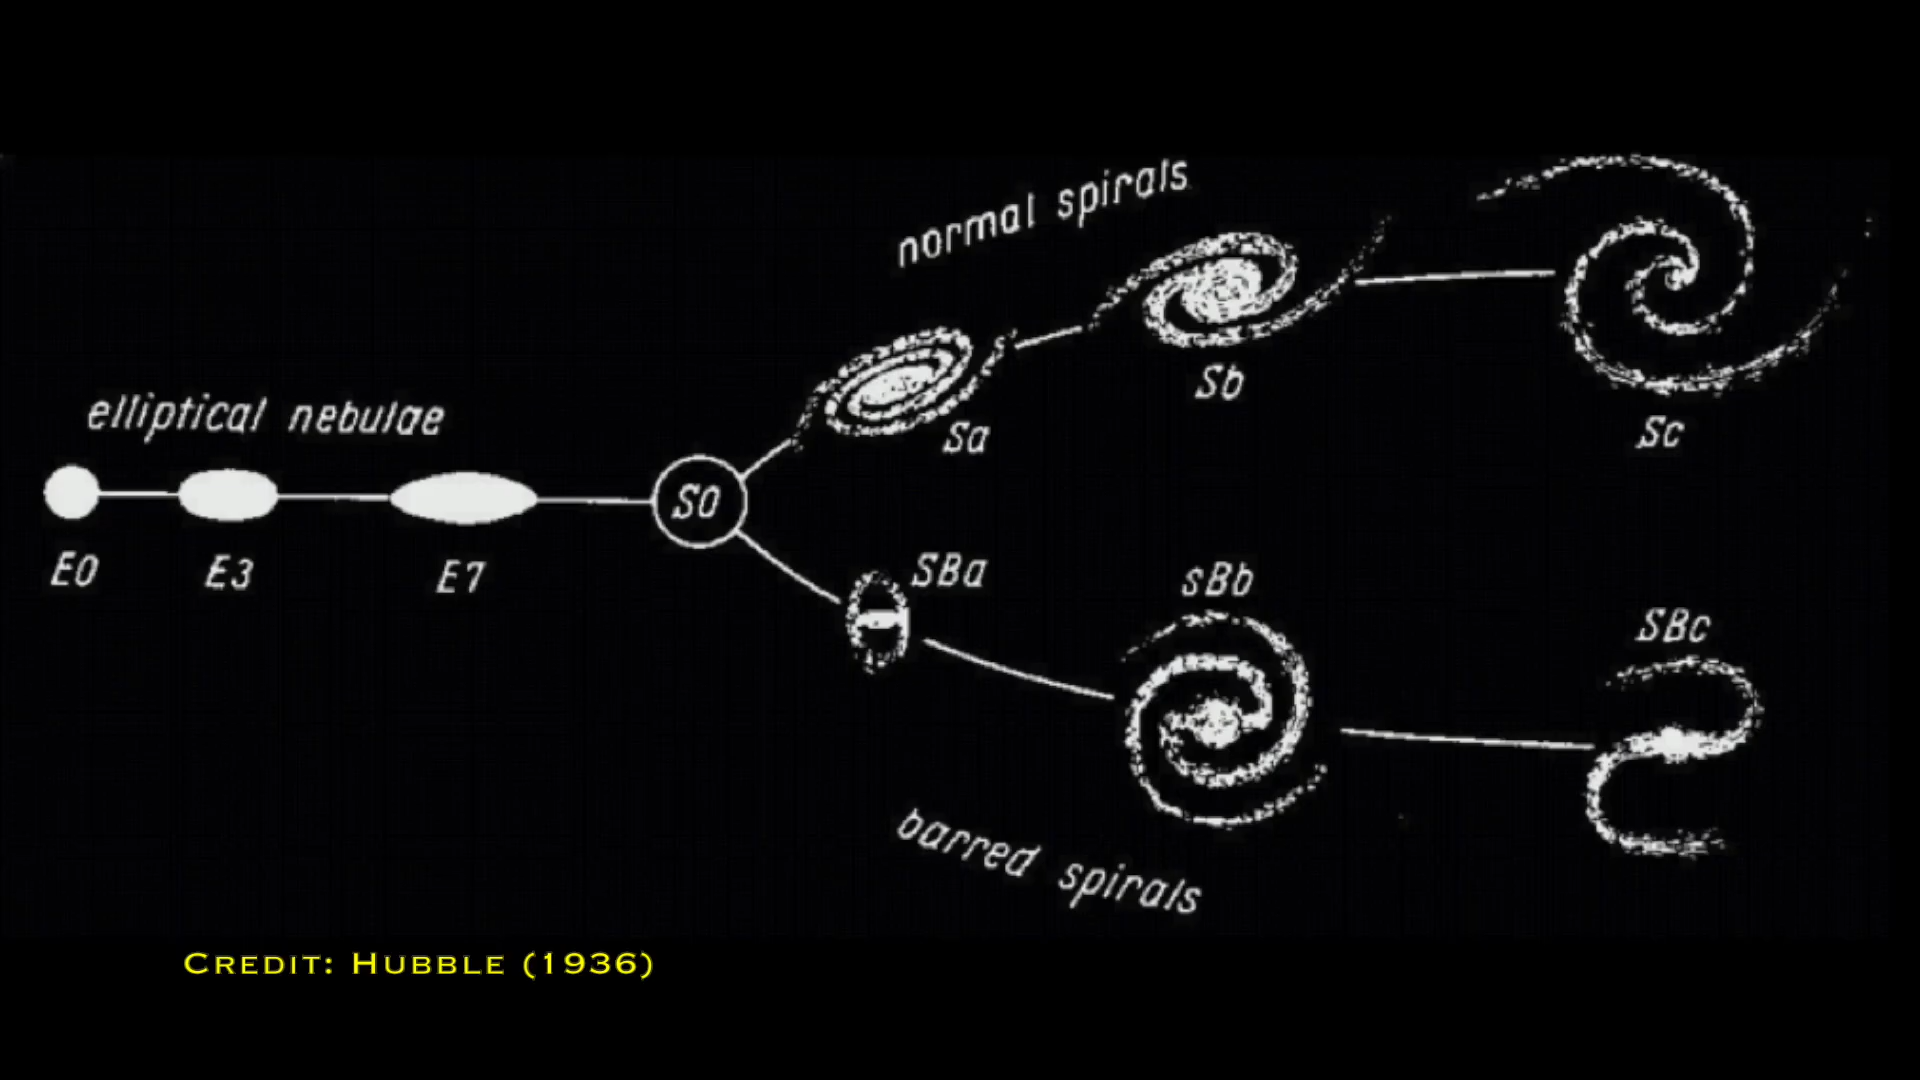 normal spirals
Sb
Sa
Sc
elliptical nebulae
S0
E0
E3
E7
SBa
sBb
SBc
barred spirals
Credit: Hubble (1936)